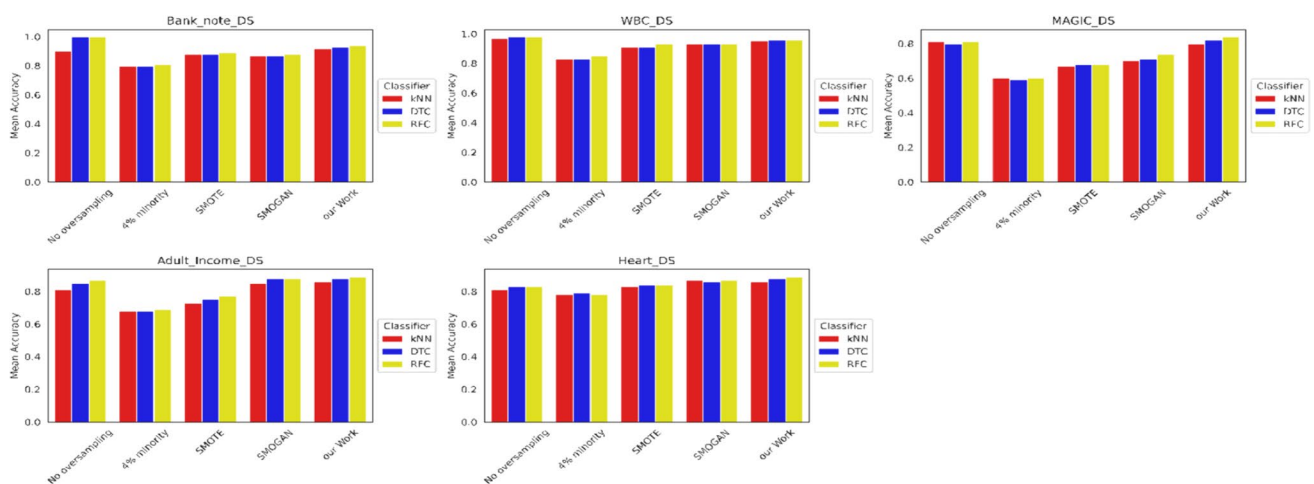 Bank_note_DS
Mean Accuracy
1.0
0.8
0.6
0.4
0.2
0.0
No oversampling
4% minority
SMOTE
SMOGAN
our Work
Classifier
kNN
DTC
RFC
WBC_DS
Mean Accuracy
1.0
0.8
0.6
0.4
0.2
0.0
No oversampling
4% minority
SMOTE
SMOGAN
our Work
Classifier
kNN
DTC
RFC
MAGIC_DS
Mean Accuracy
0.8
0.6
0.4
0.2
0.0
No oversampling
4% minority
SMOTE
SMOGAN
our Work
Classifier
kNN
DTC
RFC
Adult_Income_DS
Mean Accuracy
0.8
0.6
0.4
0.2
0.0
No oversampling
4% minority
SMOTE
SMOGAN
our Work
Classifier
kNN
DTC
RFC
Heart_DS
Mean Accuracy
0.8
0.6
0.4
0.2
0.0
No oversampling
4% minority
SMOTE
SMOGAN
our Work
Classifier
kNN
DTC
RFC